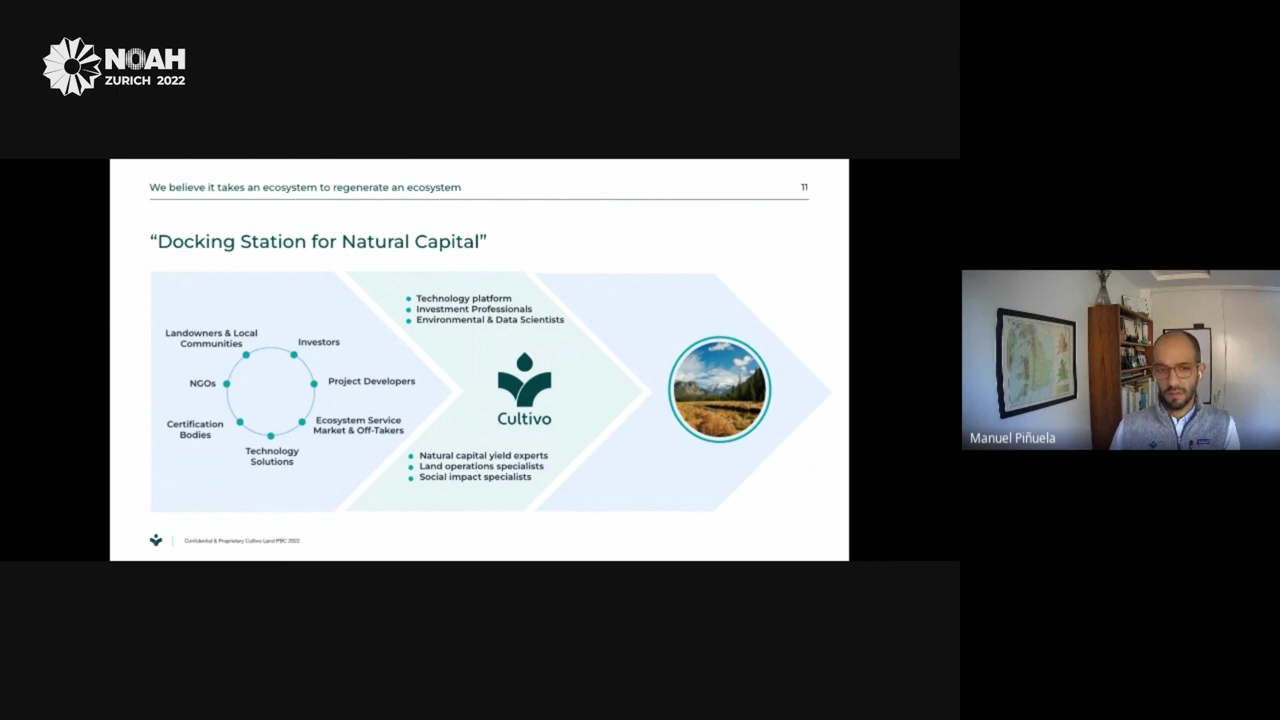 NOAH
ZURICH 2022
We believe it takes an ecosystem to regenerate an ecosystem
11
“Docking Station for Natural Capital”
Technology platform
Investment Professionals
Environmental & Data Scientists
Landowners & Local
Communities
Investors
NGOs
Project Developers
Certification
Bodies
Ecosystem Service
Market & Off-Takers
Technology
Solutions
Cultivo
Natural capital yield experts
Land operations specialists
Social impact specialists
Confidential & Proprietary Cultivo Land PBC 2022
Manuel Piñuela